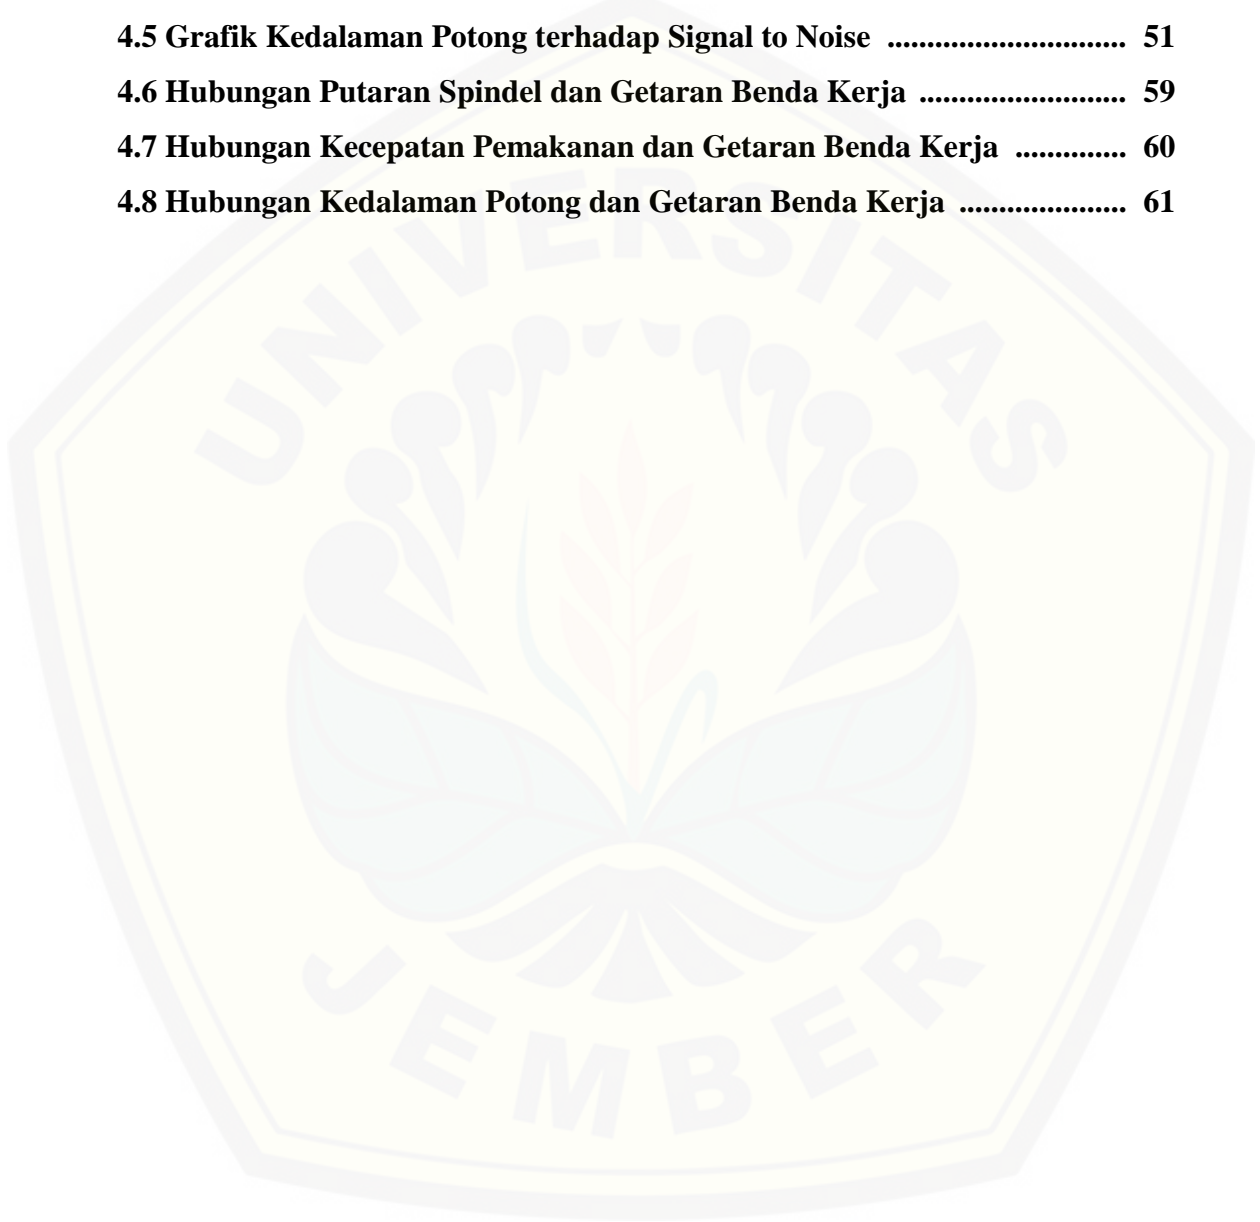 4.5 Grafik Kedalaman Potong terhadap Signal to Noise ............................... 51
4.6 Hubungan Putaran Spindel dan Getaran Benda Kerja ........................... 59
4.7 Hubungan Kecepatan Pemakanan dan Getaran Benda Kerja .............. 60
4.8 Hubungan Kedalaman Potong dan Getaran Benda Kerja ...................... 61
UNIVERSITAS
JEMBER